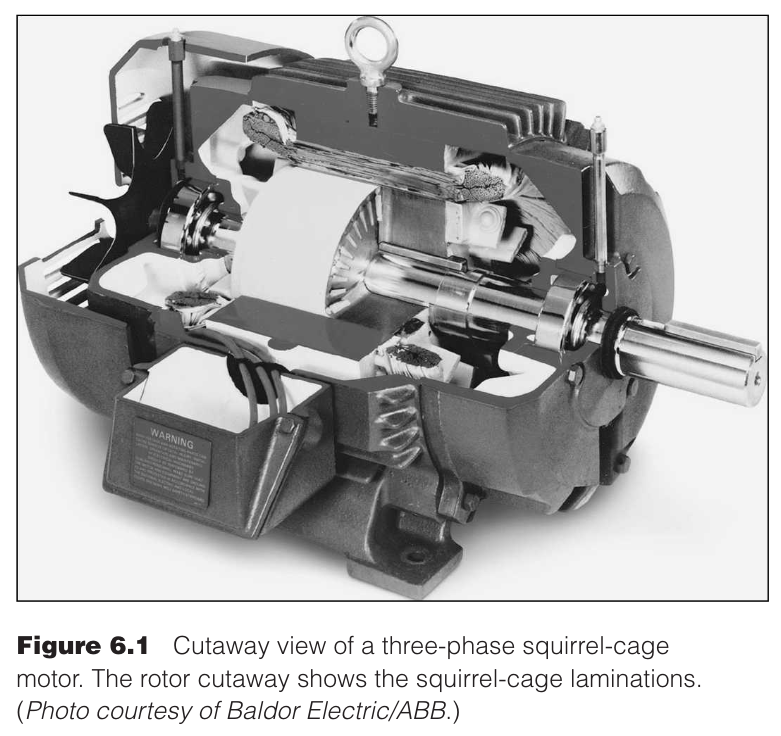 WARNING
Figure 6.1 Cutaway view of a three-phase squirrel-cage
motor. The rotor cutaway shows the squirrel-cage laminations.
(Photo courtesy of Baldor Electric/ABB.)